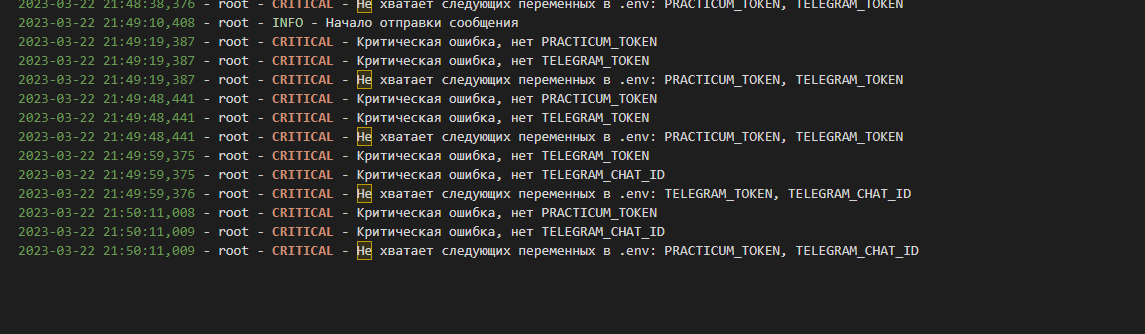 2023-03-22 21:48:38,376 - root - CRITICAL - Не хватает следующих переменных в .env: PRACTICUM_TOKEN, TELEGRAM_TOKEN
2023-03-22 21:49:10,408 - root - INFO - Начало отправки сообщения
2023-03-22 21:49:19,387 - root - CRITICAL - Критическая ошибка, нет PRACTICUM_TOKEN
2023-03-22 21:49:19,387 - root - CRITICAL - Критическая ошибка, нет TELEGRAM_TOKEN
2023-03-22 21:49:19,387 - root - CRITICAL - Не хватает следующих переменных в .env: PRACTICUM_TOKEN, TELEGRAM_TOKEN
2023-03-22 21:49:48,441 - root - CRITICAL - Критическая ошибка, нет PRACTICUM_TOKEN
2023-03-22 21:49:48,441 - root - CRITICAL - Критическая ошибка, нет TELEGRAM_TOKEN
2023-03-22 21:49:48,441 - root - CRITICAL - Не хватает следующих переменных в .env: PRACTICUM_TOKEN, TELEGRAM_TOKEN
2023-03-22 21:49:59,375 - root - CRITICAL - Критическая ошибка, нет TELEGRAM_TOKEN
2023-03-22 21:49:59,375 - root - CRITICAL - Критическая ошибка, нет TELEGRAM_CHAT_ID
2023-03-22 21:49:59,376 - root - CRITICAL - Не хватает следующих переменных в .env: TELEGRAM_TOKEN, TELEGRAM_CHAT_ID
2023-03-22 21:50:11,008 - root - CRITICAL - Критическая ошибка, нет PRACTICUM_TOKEN
2023-03-22 21:50:11,009 - root - CRITICAL - Критическая ошибка, нет TELEGRAM_CHAT_ID
2023-03-22 21:50:11,009 - root - CRITICAL - Не хватает следующих переменных в .env: PRACTICUM_TOKEN, TELEGRAM_CHAT_ID